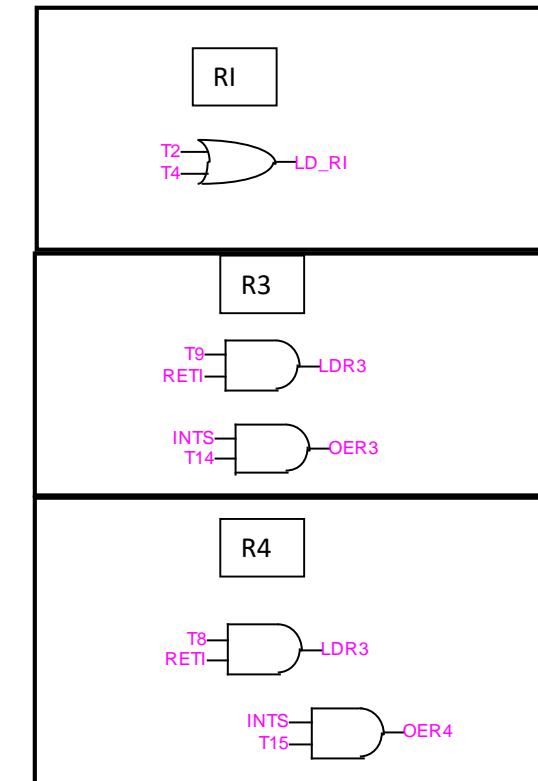 RI
T2
T4
LD_RI
R3
T9
RETI
LDR3
INTS
T14
OER3
R4
T8
RETI
LDR3
INTS
T15
OER4